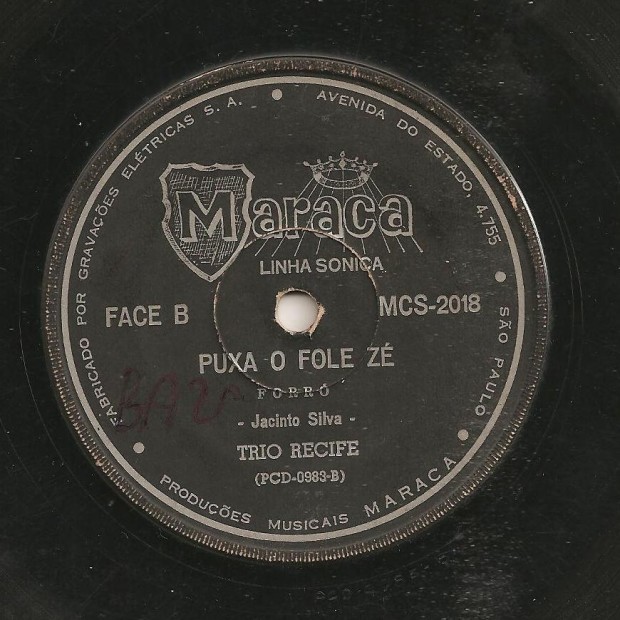 FABRICADO POR GRAVAÇÕES ELÉTRICAS S. A. • AVENIDA DO ESTADO, 4.755 • SÃO PAULO •
Maraca
LINHA SONICA
FACE B
MCS-2018
PUXA O FOLE ZÉ
FORRÓ
- Jacinto Silva -
TRIO RECIFE
(PCD-0983-B)
• PRODUÇÕES MUSICAIS MARACA •